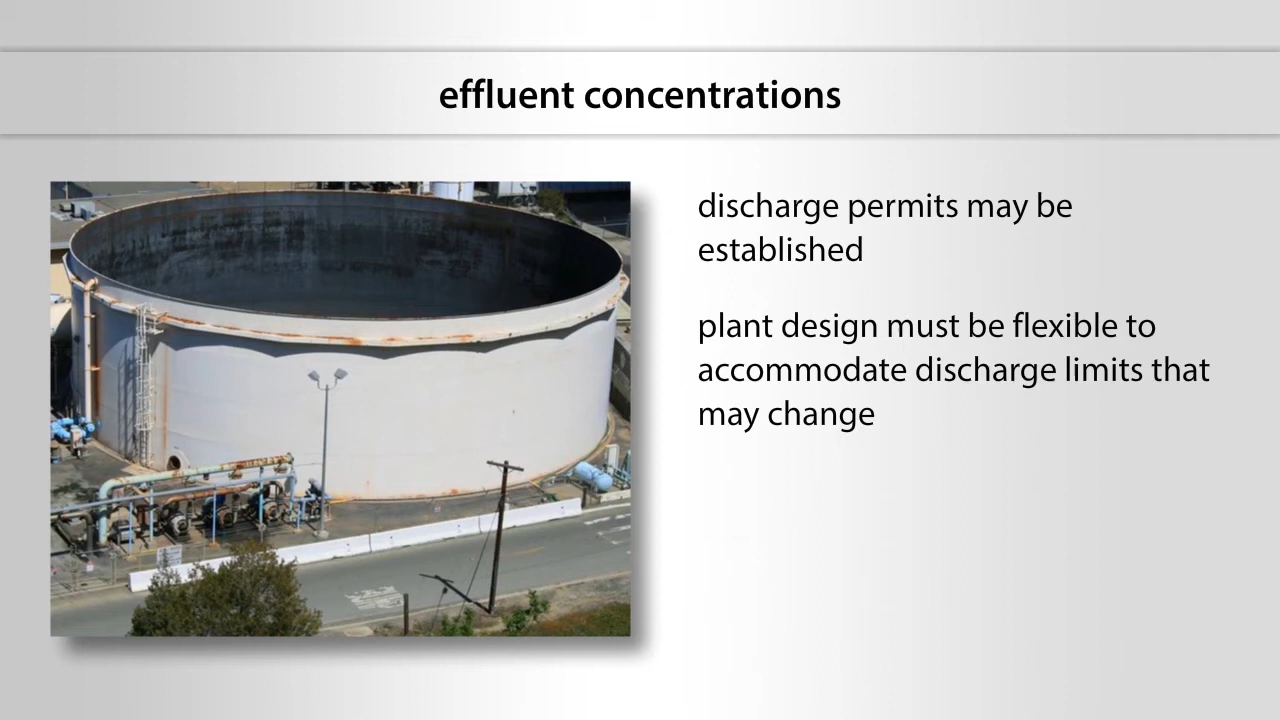 effluent concentrations
discharge permits may be
established
plant design must be flexible to
accommodate discharge limits that
may change